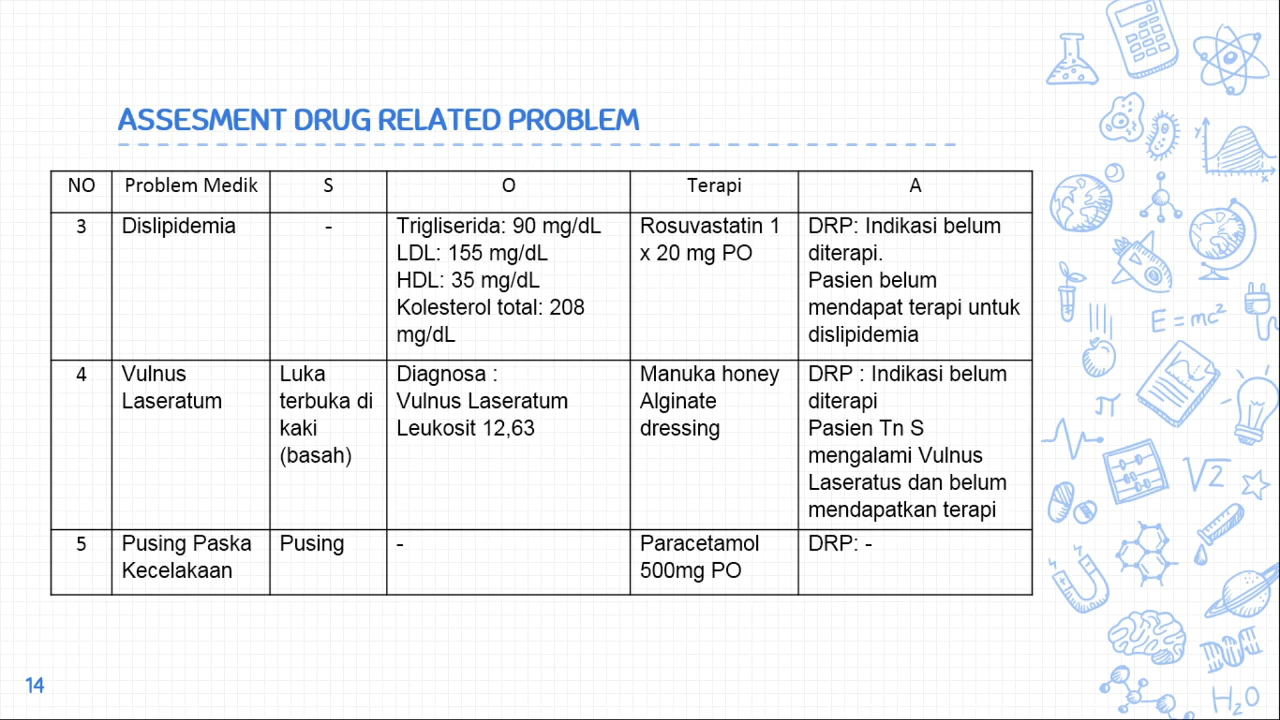 ASSESMENT DRUG RELATED PROBLEM
NO Problem Medik S O Terapi A
3
Dislipidemia
-
Trigliserida: 90 mg/dL
LDL: 155 mg/dL
HDL: 35 mg/dL
Kolesterol total: 208
mg/dL
Rosuvastatin 1
x 20 mg PO
DRP: Indikasi belum
diterapi.
Pasien belum
mendapat terapi untuk
dislipidemia
4
Vulnus
Laseratum
Luka
terbuka di
kaki
(basah)
Diagnosa :
Vulnus Laseratum
Leukosit 12,63
Manuka honey
Alginate
dressing
DRP : Indikasi belum
diterapi
Pasien Tn S
mengalami Vulnus
Laseratus dan belum
mendapatkan terapi
5
Pusing Paska
Kecelakaan
Pusing
-
Paracetamol
500mg PO
DRP: -
14
y
x
E = mc²
π
√2
H₂O